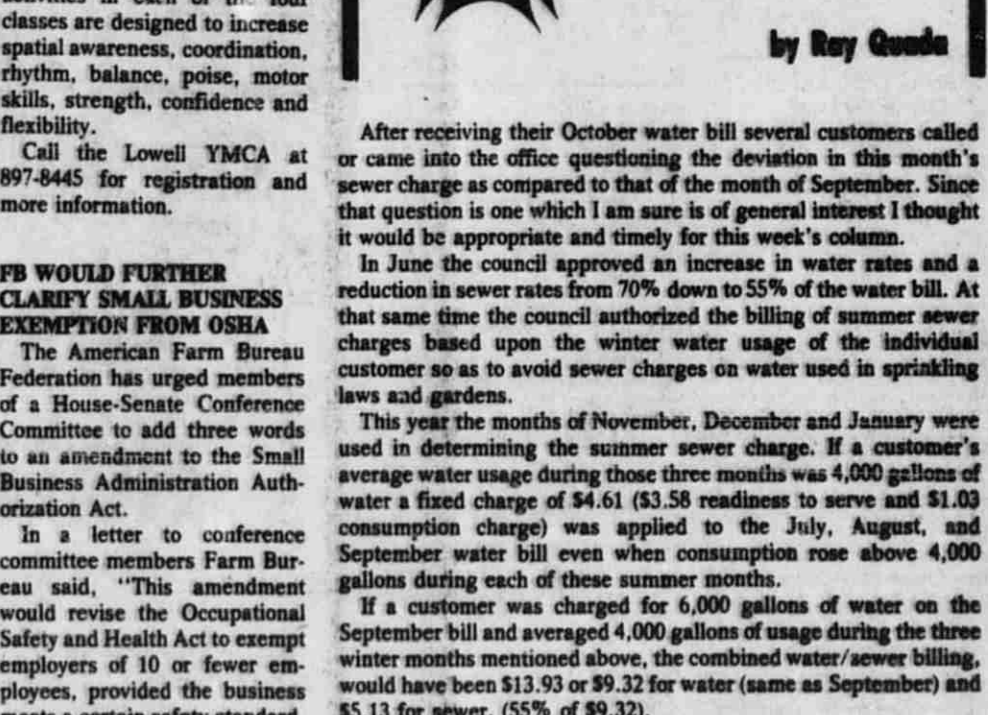 classes are designed to increase
spatial awareness, coordination,
rhythm, balance, poise, motor
skills, strength, confidence and
flexibility.
Call the Lowell YMCA at
897-8445 for registration and
more information.
FB WOULD FURTHER
CLARIFY SMALL BUSINESS
EXEMPTION FROM OSHA
The American Farm Bureau
Federation has urged members
of a House-Senate Conference
Committee to add three words
to an amendment to the Small
Business Administration Auth-
orization Act.
In a letter to conference
committee members Farm Bur-
eau said, "This amendment
would revise the Occupational
Safety and Health Act to exempt
employers of 10 or fewer em-
ployees, provided the business
by Ray Quada
After receiving their October water bill several customers called
or came into the office questioning the deviation in this month's
sewer charge as compared to that of the month of September. Since
that question is one which I am sure is of general interest I thought
it would be appropriate and timely for this week's column.
In June the council approved an increase in water rates and a
reduction in sewer rates from 70% down to 55% of the water bill. At
that same time the council authorized the billing of summer sewer
charges based upon the winter water usage of the individual
customer so as to avoid sewer charges on water used in sprinkling
laws and gardens.
This year the months of November, December and January were
used in determining the summer sewer charge. If a customer's
average water usage during those three months was 4,000 gallons of
water a fixed charge of $4.61 ($3.58 readiness to serve and $1.03
consumption charge) was applied to the July, August, and
September water bill even when consumption rose above 4,000
gallons during each of these summer months.
If a customer was charged for 6,000 gallons of water on the
September bill and averaged 4,000 gallons of usage during the three
winter months mentioned above, the combined water/sewer billing,
would have been $13.93 or $9.32 for water (same as September) and
$5.13 for sewer, (55% of $9.32).